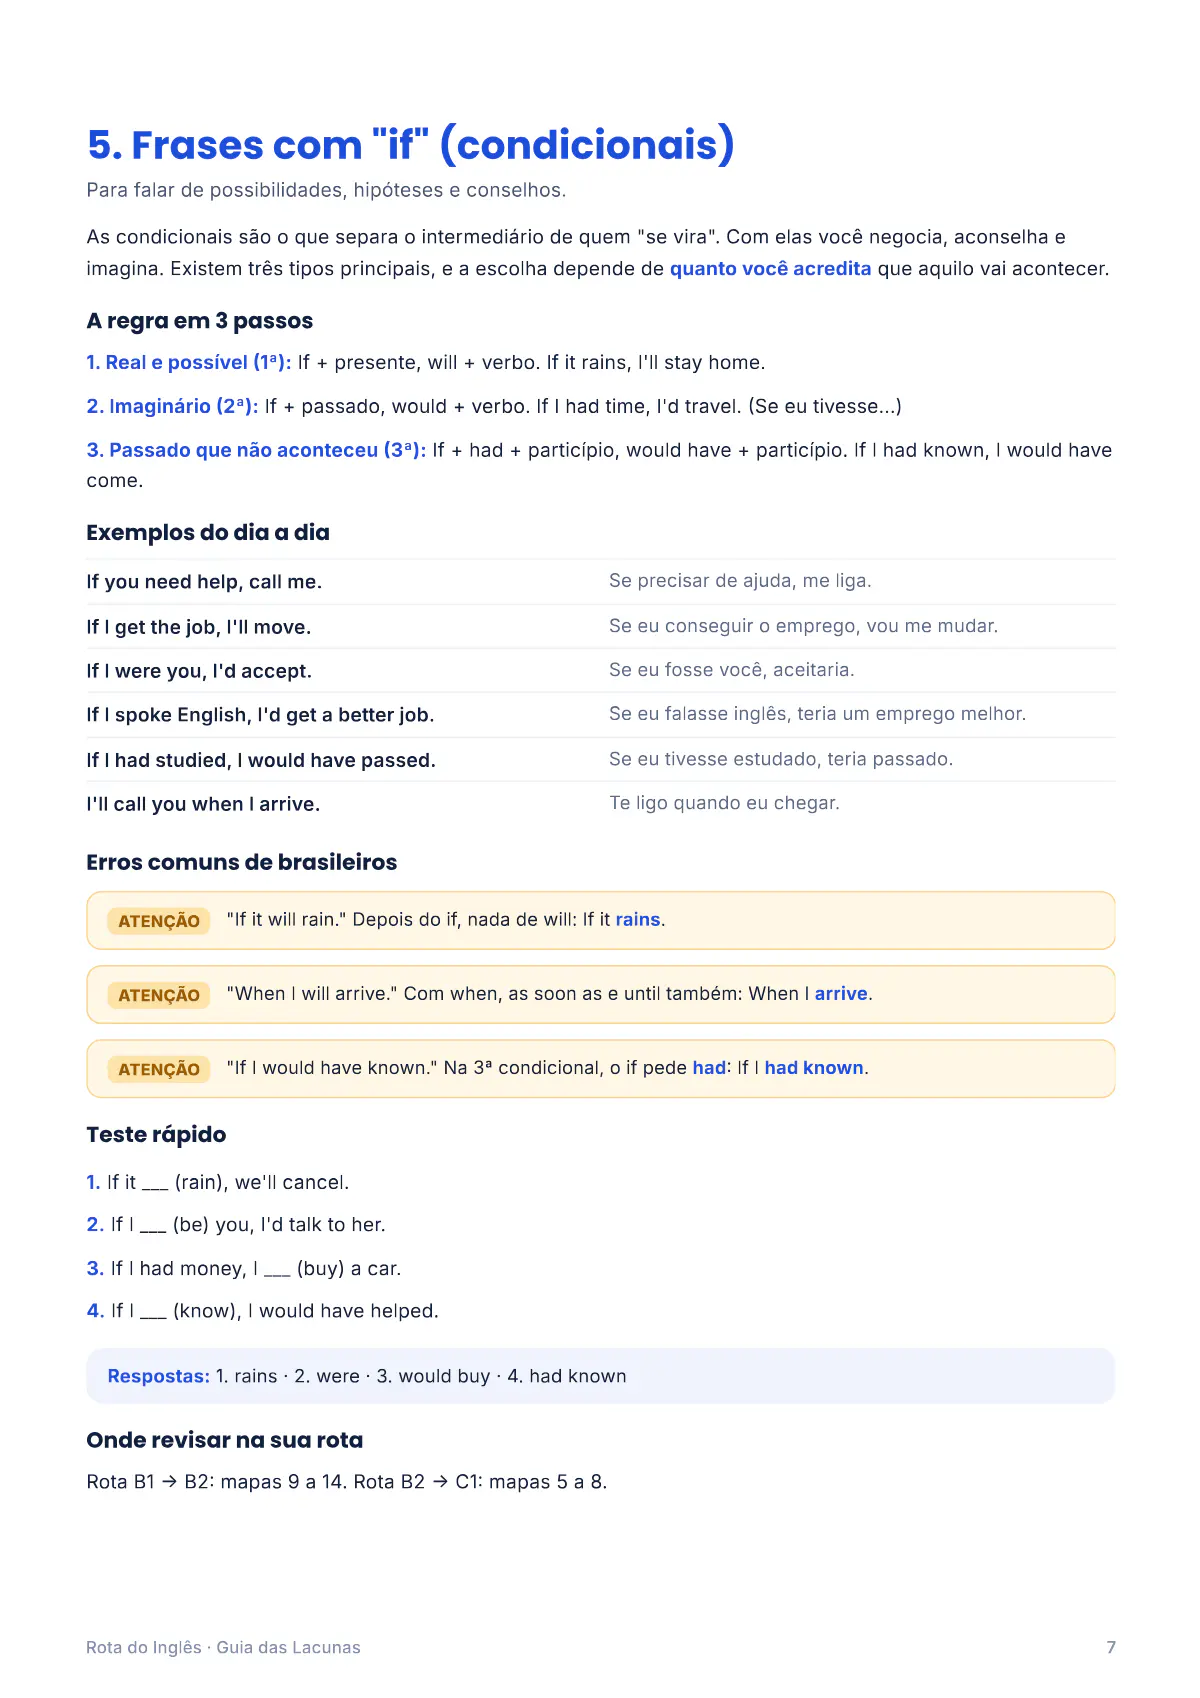 5. Frases com "if" (condicionais)
Para falar de possibilidades, hipóteses e conselhos.
As condicionais são o que separa o intermediário de quem "se vira". Com elas você negocia, aconselha e
imagina. Existem três tipos principais, e a escolha depende de quanto você acredita que aquilo vai acontecer.
A regra em 3 passos
1. Real e possível (1ª): If + presente, will + verbo. If it rains, I'll stay home.
2. Imaginário (2ª): If + passado, would + verbo. If I had time, I'd travel. (Se eu tivesse...)
3. Passado que não aconteceu (3ª): If + had + particípio, would have + particípio. If I had known, I would have
come.
Exemplos do dia a dia
If you need help, call me. Se precisar de ajuda, me liga.
If I get the job, I'll move. Se eu conseguir o emprego, vou me mudar.
If I were you, I'd accept. Se eu fosse você, aceitaria.
If I spoke English, I'd get a better job. Se eu falasse inglês, teria um emprego melhor.
If I had studied, I would have passed. Se eu tivesse estudado, teria passado.
I'll call you when I arrive. Te ligo quando eu chegar.
Erros comuns de brasileiros
ATENÇÃO "If it will rain." Depois do if, nada de will: If it rains.
ATENÇÃO "When I will arrive." Com when, as soon as e until também: When I arrive.
ATENÇÃO "If I would have known." Na 3ª condicional, o if pede had: If I had known.
Teste rápido
1. If it ___ (rain), we'll cancel.
2. If I ___ (be) you, I'd talk to her.
3. If I had money, I ___ (buy) a car.
4. If I ___ (know), I would have helped.
Respostas: 1. rains · 2. were · 3. would buy · 4. had known
Onde revisar na sua rota
Rota B1 → B2: mapas 9 a 14. Rota B2 → C1: mapas 5 a 8.
Rota do Inglês · Guia das Lacunas 7